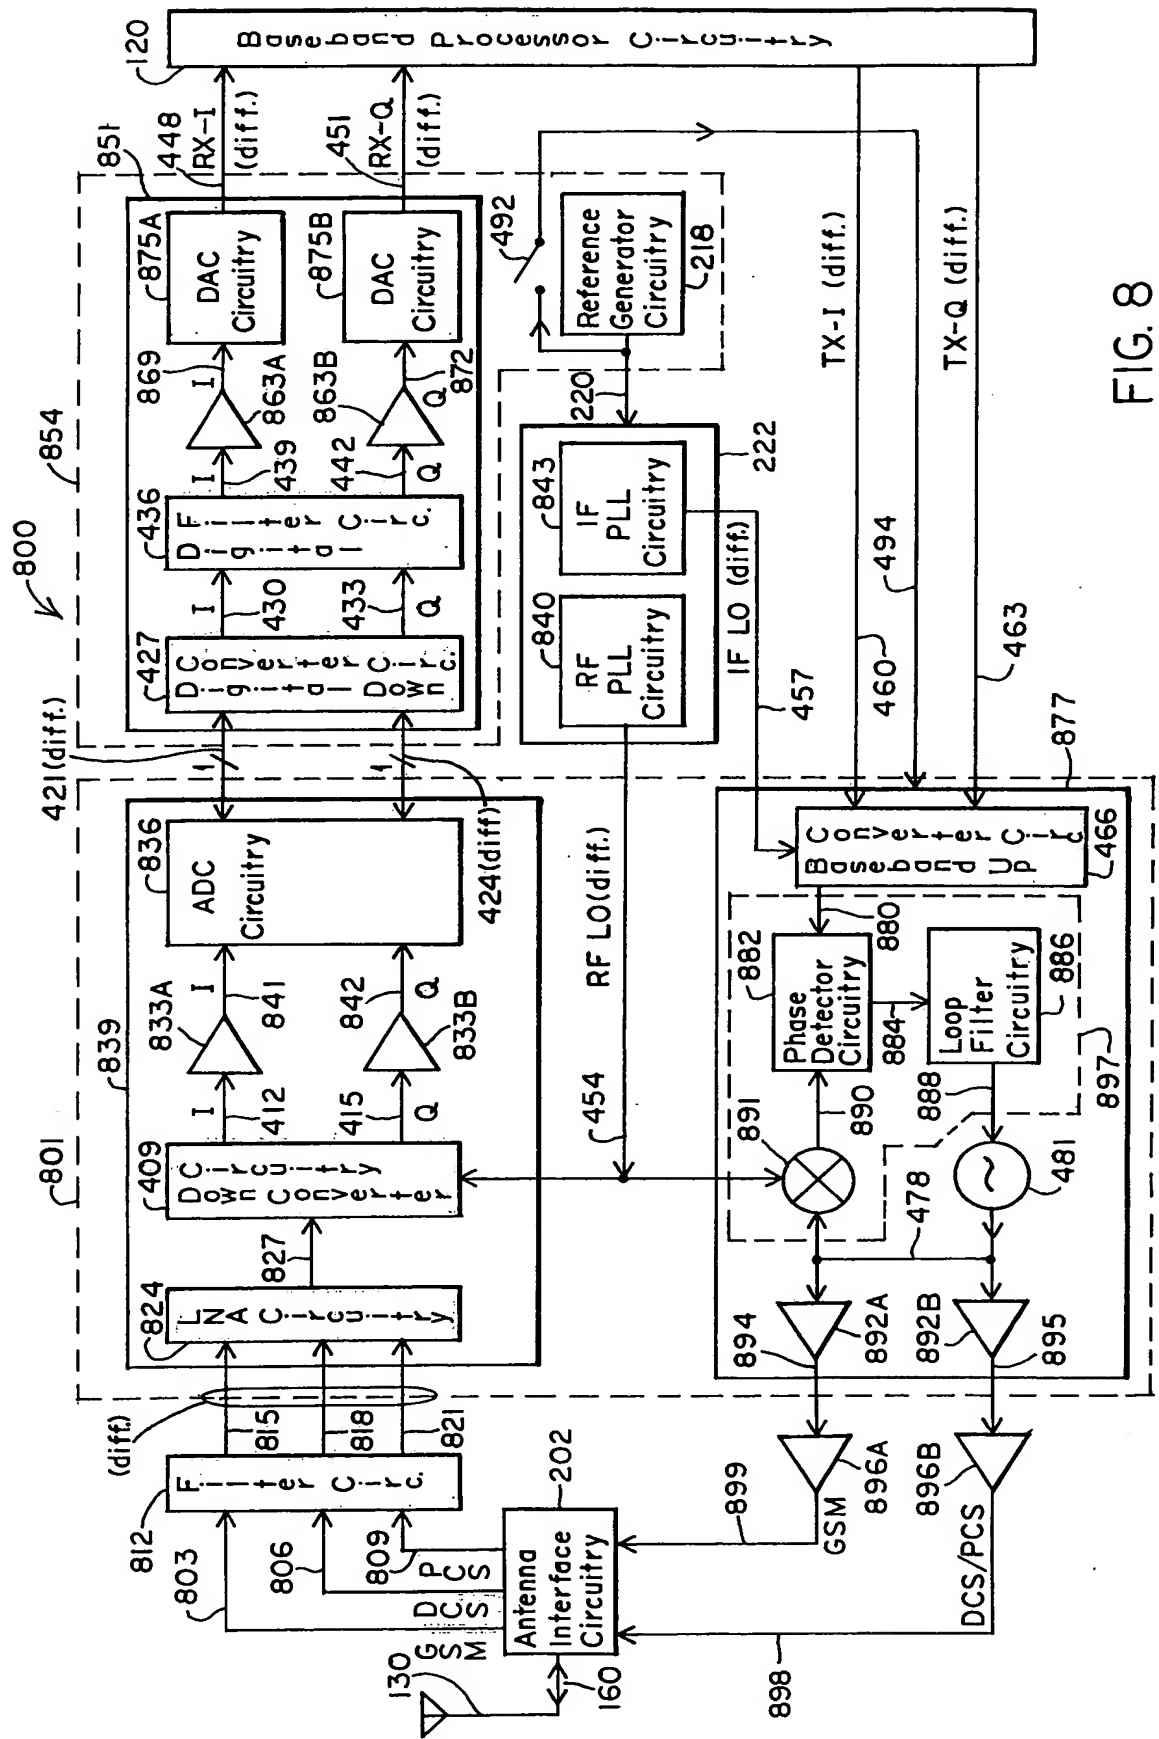 800
801
854
839
851
421(diff.)
(diff.)
812
803
806
809
815
818
821
Filter Circ.
824
LNA Circuitry
827
409
Down Converter
Circuitry
I
412
415
Q
833A
833B
I
841
842
Q
836
ADC
Circuitry
424(diff)
427
Digital Down
Converter Circ.
I
430
433
Q
436
Digital
Filter Circ.
I
439
442
Q
863A
863B
869
I
872
Q
875A
DAC
Circuitry
875B
DAC
Circuitry
448
RX-I
(diff.)
451
RX-Q
(diff.)
120
Baseband Processor Circuitry
130
160
GSM
DCS
PCS
202
Antenna
Interface
Circuitry
899
898
GSM
DCS/PCS
896A
896B
894
895
892A
892B
478
481
891
890
888
454
RF LO(diff.)
882
Phase
Detector
Circuitry
884
880
Loop
Filter
Circuitry
886
897
877
466
Baseband Up
Converter Circ.
840
RF
PLL
Circuitry
843
IF
PLL
Circuitry
222
220
492
Reference
Generator
Circuitry
218
IF LO (diff.)
457
460
494
463
TX-I (diff.)
TX-Q (diff.)
FIG. 8